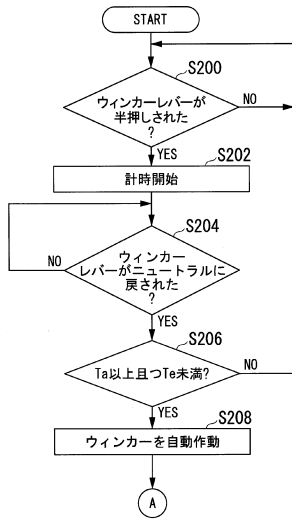 START
S200
ウィンカーレバーが
半押しされた
?
NO
YES
S202
計時開始
S204
ウィンカー
レバーがニュートラルに
戻された
?
NO
YES
S206
Ta以上且つTe未満?
NO
YES
S208
ウィンカーを自動作動
A